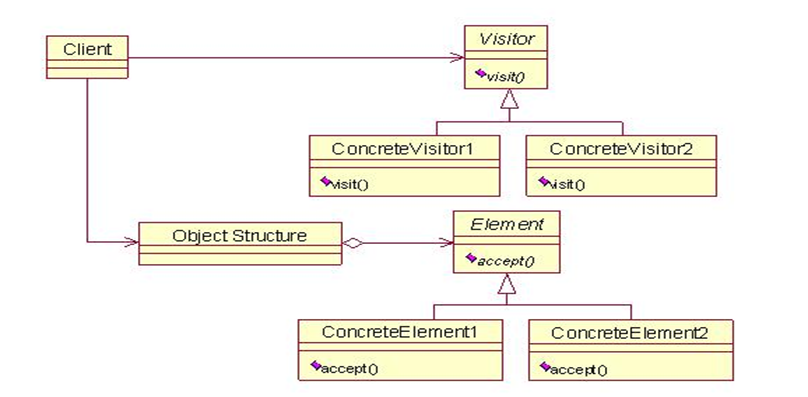 Client
Visitor
visit()
ConcreteVisitor1
visit()
ConcreteVisitor2
visit()
Object Structure
Element
accept()
ConcreteElement1
accept()
ConcreteElement2
accept()